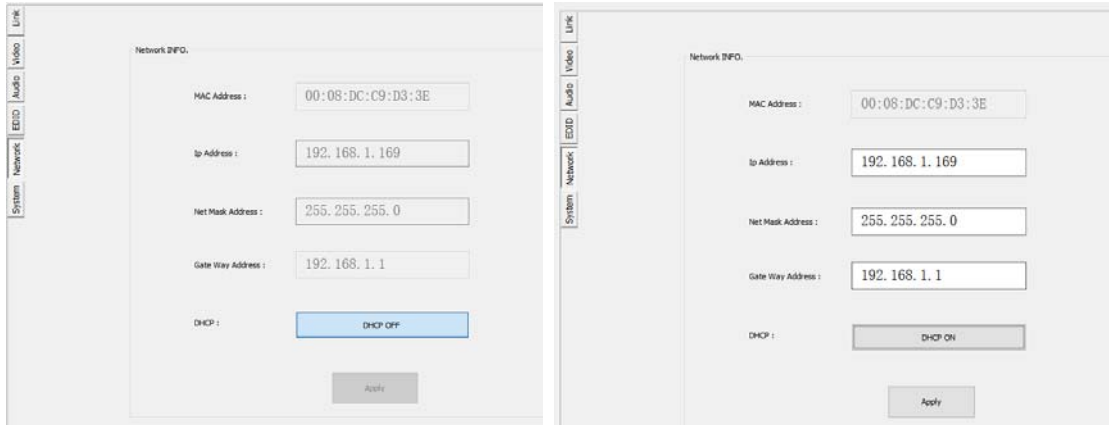 Link
Video
Audio
EDID
Network
System
Network INFO.
MAC Address :
00:08:DC:C9:D3:3E
Ip Address :
192. 168. 1. 169
Net Mask Address :
255. 255. 255. 0
Gate Way Address :
192. 168. 1. 1
DHCP :
DHCP OFF
Apply
Link
Video
Audio
EDID
Network
System
Network INFO.
MAC Address :
00:08:DC:C9:D3:3E
Ip Address :
192. 168. 1. 169
Net Mask Address :
255. 255. 255. 0
Gate Way Address :
192. 168. 1. 1
DHCP :
DHCP ON
Apply